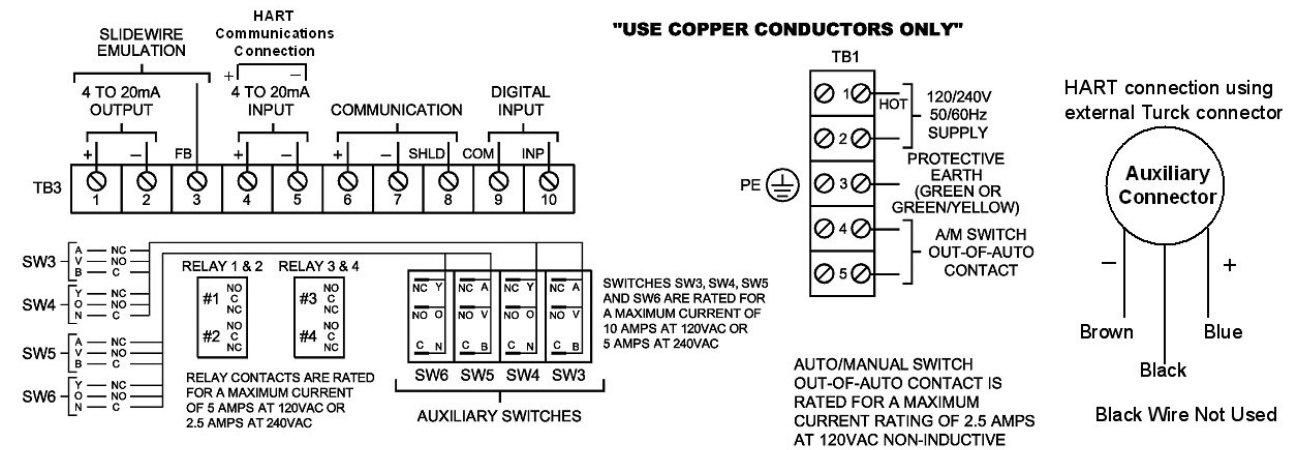 SLIDEWIRE
EMULATION
HART
Communications
Connection
+ –
4 TO 20mA
OUTPUT
4 TO 20mA
INPUT
COMMUNICATION
DIGITAL
INPUT
+ – FB + – + – SHLD COM INP
TB3
1 2 3 4 5 6 7 8 9 10
SW3
A NC
V NO
B C
SW4
Y NC
O NO
N C
SW5
A NC
V NO
B C
SW6
Y NC
O NO
N C
RELAY 1 & 2
#1
NO
C
NC
#2
NO
C
NC
RELAY 3 & 4
#3
NO
C
NC
#4
NO
C
NC
RELAY CONTACTS ARE RATED
FOR A MAXIMUM CURRENT
OF 5 AMPS AT 120VAC OR
2.5 AMPS AT 240VAC
NC Y NC A NC Y NC A
NO O NO V NO O NO V
C N C B C N C B
SW6 SW5 SW4 SW3
AUXILIARY SWITCHES
SWITCHES SW3, SW4, SW5
AND SW6 ARE RATED FOR
A MAXIMUM CURRENT OF
10 AMPS AT 120VAC OR
5 AMPS AT 240VAC
"USE COPPER CONDUCTORS ONLY"
TB1
1
2
3
4
5
HOT
120/240V
50/60Hz
SUPPLY
PE
PROTECTIVE
EARTH
(GREEN OR
GREEN/YELLOW)
A/M SWITCH
OUT-OF-AUTO
CONTACT
AUTO/MANUAL SWITCH
OUT-OF-AUTO CONTACT IS
RATED FOR A MAXIMUM
CURRENT RATING OF 2.5 AMPS
AT 120VAC NON-INDUCTIVE
HART connection using
external Turck connector
Auxiliary
Connector
– +
Brown
Blue
Black
Black Wire Not Used